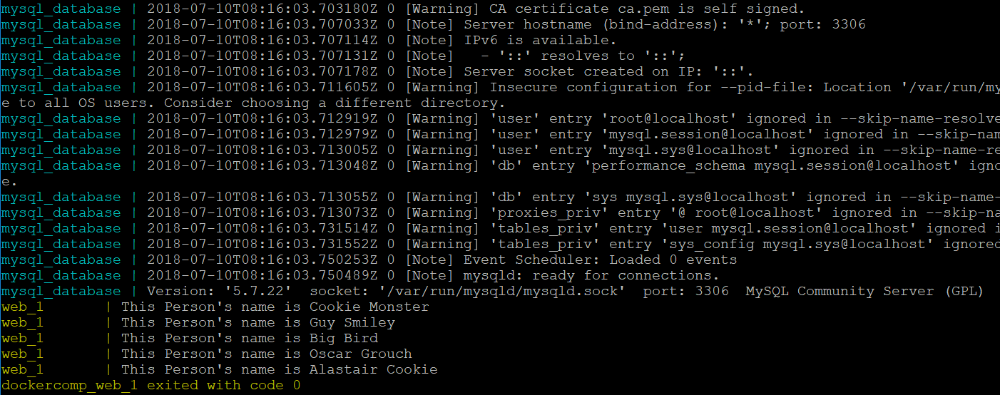 mysql_database | 2018-07-10T08:16:03.703180Z 0 [Warning] CA certificate ca.pem is self signed.
mysql_database | 2018-07-10T08:16:03.707033Z 0 [Note] Server hostname (bind-address): '*'; port: 3306
mysql_database | 2018-07-10T08:16:03.707114Z 0 [Note] IPv6 is available.
mysql_database | 2018-07-10T08:16:03.707131Z 0 [Note]   - '::' resolves to '::';
mysql_database | 2018-07-10T08:16:03.707178Z 0 [Note] Server socket created on IP: '::'.
mysql_database | 2018-07-10T08:16:03.711605Z 0 [Warning] Insecure configuration for --pid-file: Location '/var/run/my
e to all OS users. Consider choosing a different directory.
mysql_database | 2018-07-10T08:16:03.712919Z 0 [Warning] 'user' entry 'root@localhost' ignored in --skip-name-resolve
mysql_database | 2018-07-10T08:16:03.712979Z 0 [Warning] 'user' entry 'mysql.session@localhost' ignored in --skip-nam
mysql_database | 2018-07-10T08:16:03.713005Z 0 [Warning] 'user' entry 'mysql.sys@localhost' ignored in --skip-name-re
mysql_database | 2018-07-10T08:16:03.713048Z 0 [Warning] 'db' entry 'performance_schema mysql.session@localhost' igno
e.
mysql_database | 2018-07-10T08:16:03.713055Z 0 [Warning] 'db' entry 'sys mysql.sys@localhost' ignored in --skip-name-
mysql_database | 2018-07-10T08:16:03.713073Z 0 [Warning] 'proxies_priv' entry '@ root@localhost' ignored in --skip-na
mysql_database | 2018-07-10T08:16:03.731514Z 0 [Warning] 'tables_priv' entry 'user mysql.session@localhost' ignored i
mysql_database | 2018-07-10T08:16:03.731552Z 0 [Warning] 'tables_priv' entry 'sys_config mysql.sys@localhost' ignored
mysql_database | 2018-07-10T08:16:03.750253Z 0 [Note] Event Scheduler: Loaded 0 events
mysql_database | 2018-07-10T08:16:03.750489Z 0 [Note] mysqld: ready for connections.
mysql_database | Version: '5.7.22'  socket: '/var/run/mysqld/mysqld.sock'  port: 3306  MySQL Community Server (GPL)
web_1       | This Person's name is Cookie Monster
web_1       | This Person's name is Guy Smiley
web_1       | This Person's name is Big Bird
web_1       | This Person's name is Oscar Grouch
web_1       | This Person's name is Alastair Cookie
dockercomp_web_1 exited with code 0